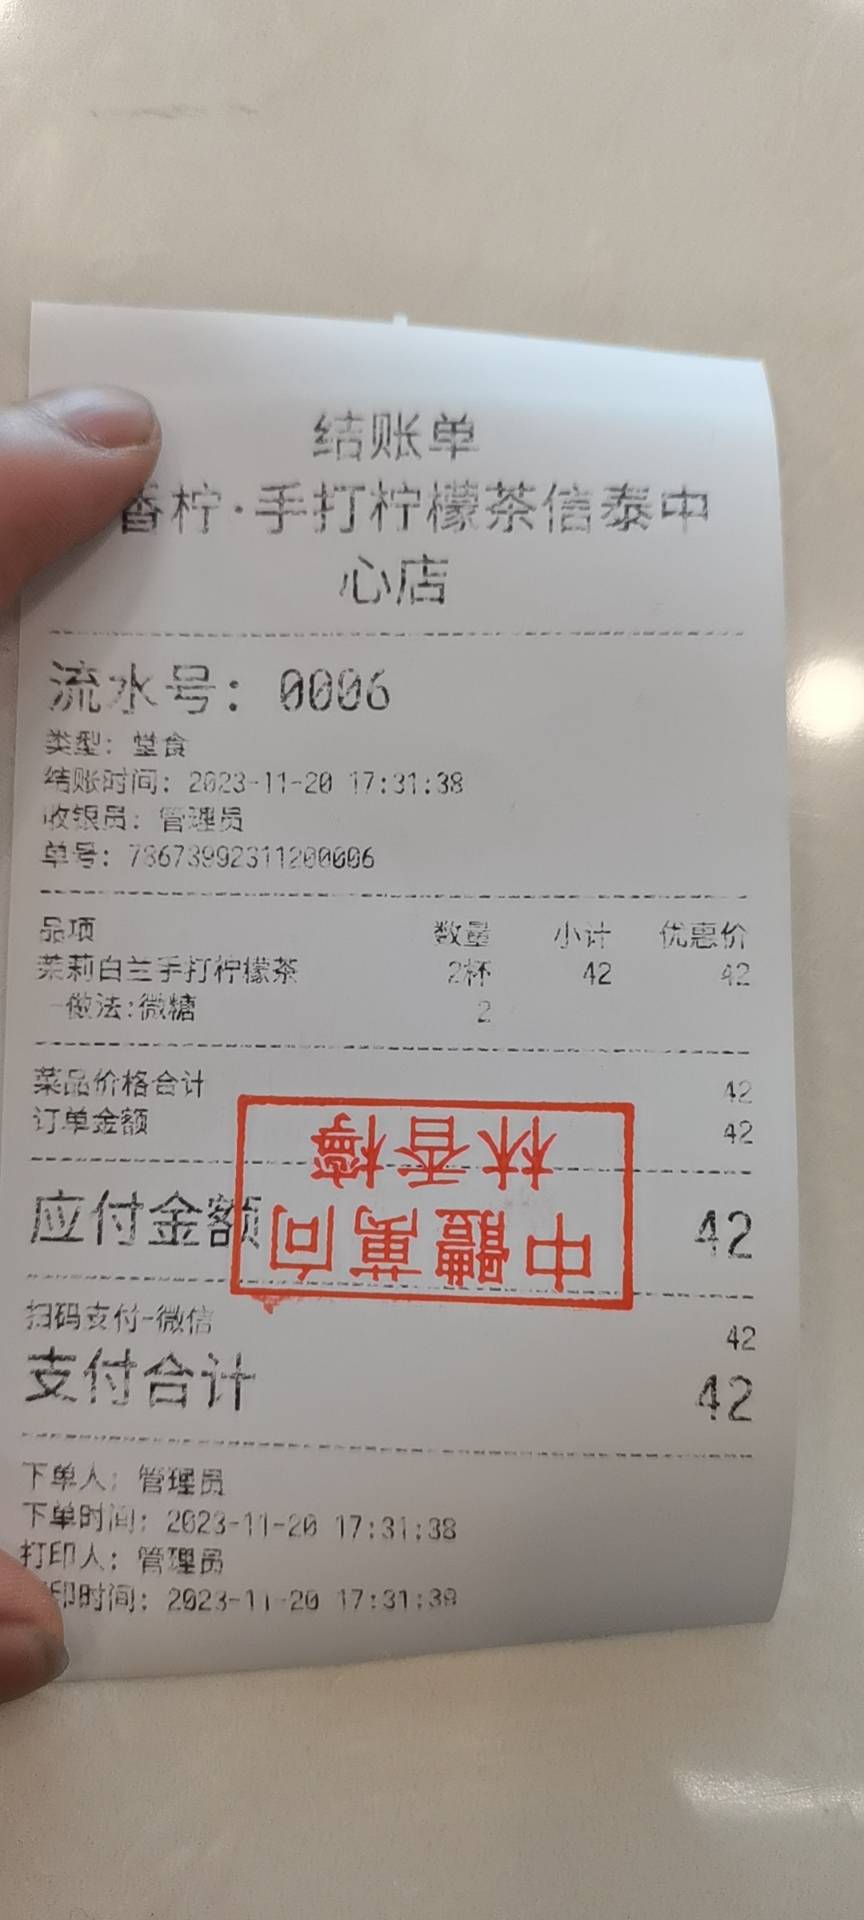 结账单
香柠·手打柠檬茶信泰中
心店
流水号: 0006
类型: 堂食
结账时间: 2023-11-20 17:31:38
收银员: 管理员
单号: 78673992311200006
品项 数量 小计 优惠价
茉莉白兰手打柠檬茶 2杯 42 42
-做法:微糖 2
菜品价格合计 42
订单金额 42
应付金额 42
中體萬向
林香檸
扫码支付-微信 42
支付合计 42
下单人: 管理员
下单时间: 2023-11-20 17:31:38
打印人: 管理员
印时间: 2023-11-20 17:31:39